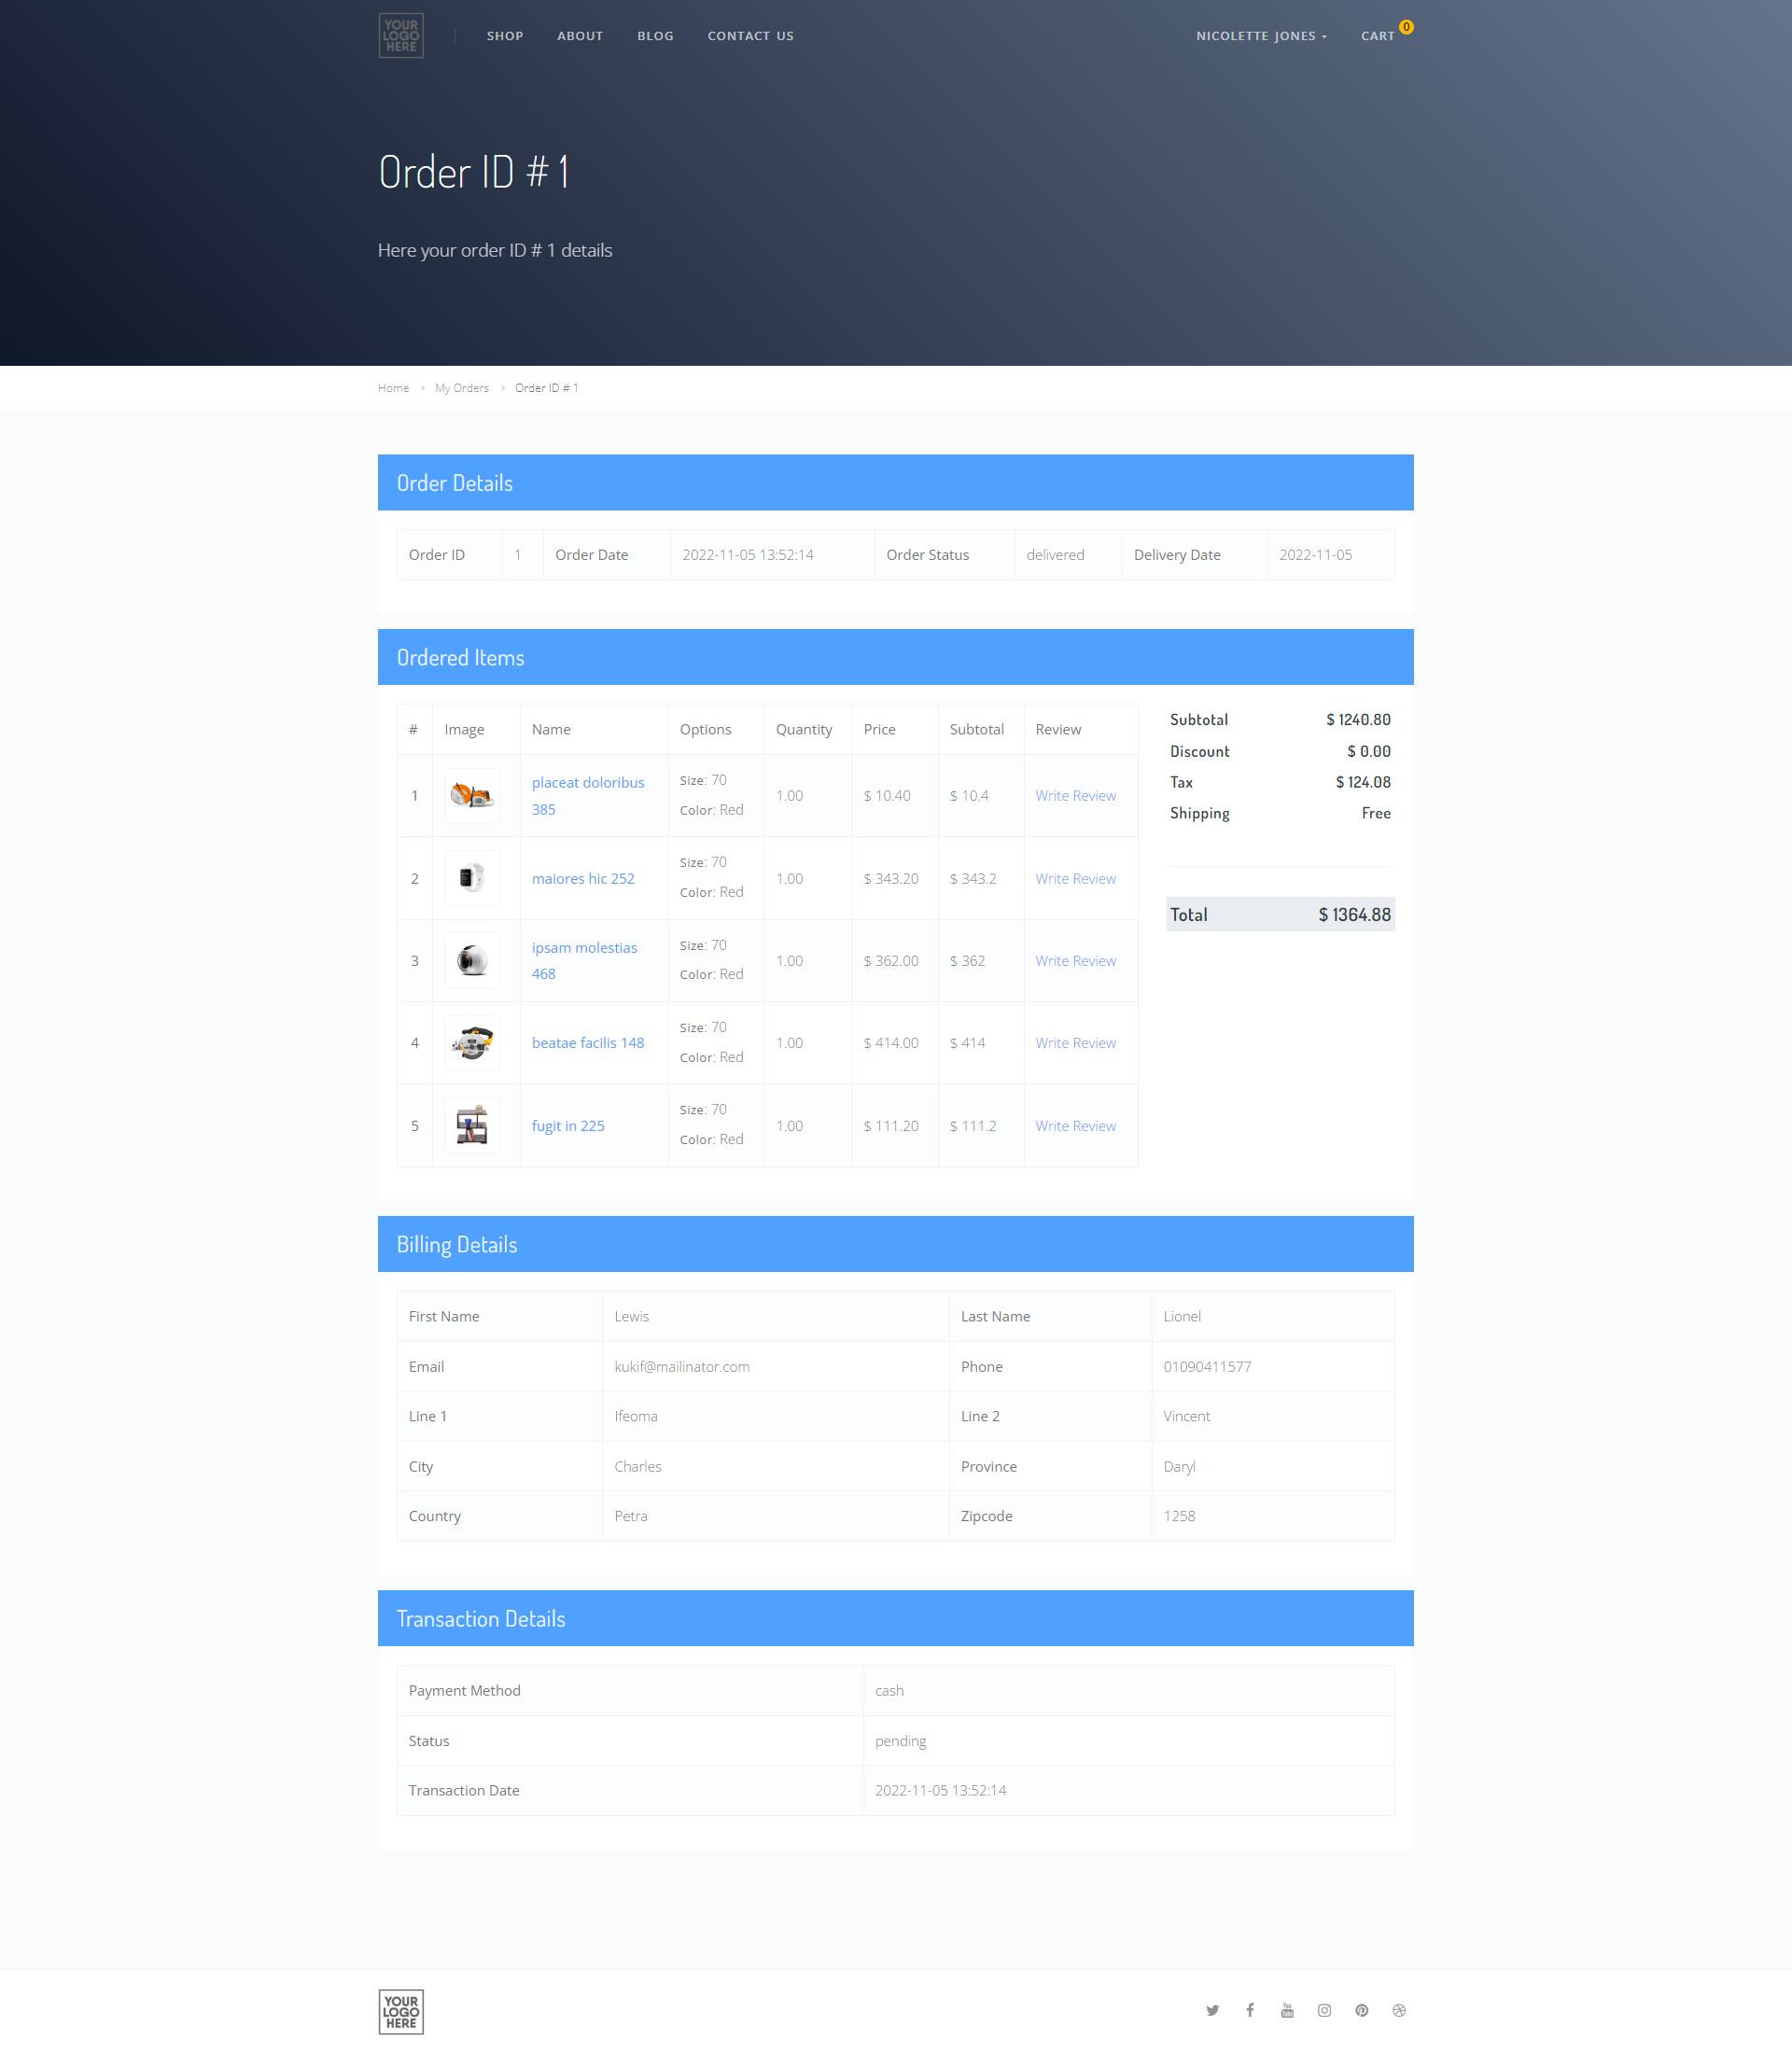 YOUR LOGO HERE
SHOP ABOUT BLOG CONTACT US NICOLETTE JONES CART 0
Order ID # 1
Here your order ID # 1 details
Home > My Orders > Order ID # 1
Order Details
Order ID 1 Order Date 2022-11-05 13:52:14 Order Status delivered Delivery Date 2022-11-05
Ordered Items
# Image Name Options Quantity Price Subtotal Review
1 placeat doloribus 385 Size: 70 Color: Red 1.00 $ 10.40 $ 10.4 Write Review
2 maiores hic 252 Size: 70 Color: Red 1.00 $ 343.20 $ 343.2 Write Review
3 ipsam molestias 468 Size: 70 Color: Red 1.00 $ 362.00 $ 362 Write Review
4 beatae facilis 148 Size: 70 Color: Red 1.00 $ 414.00 $ 414 Write Review
5 fugit in 225 Size: 70 Color: Red 1.00 $ 111.20 $ 111.2 Write Review
Subtotal $ 1240.80
Discount $ 0.00
Tax $ 124.08
Shipping Free
Total $ 1364.88
Billing Details
First Name Lewis Last Name Lionel
Email kukif@mailinator.com Phone 01090411577
Line 1 Ifeoma Line 2 Vincent
City Charles Province Daryl
Country Petra Zipcode 1258
Transaction Details
Payment Method cash
Status pending
Transaction Date 2022-11-05 13:52:14
YOUR LOGO HERE